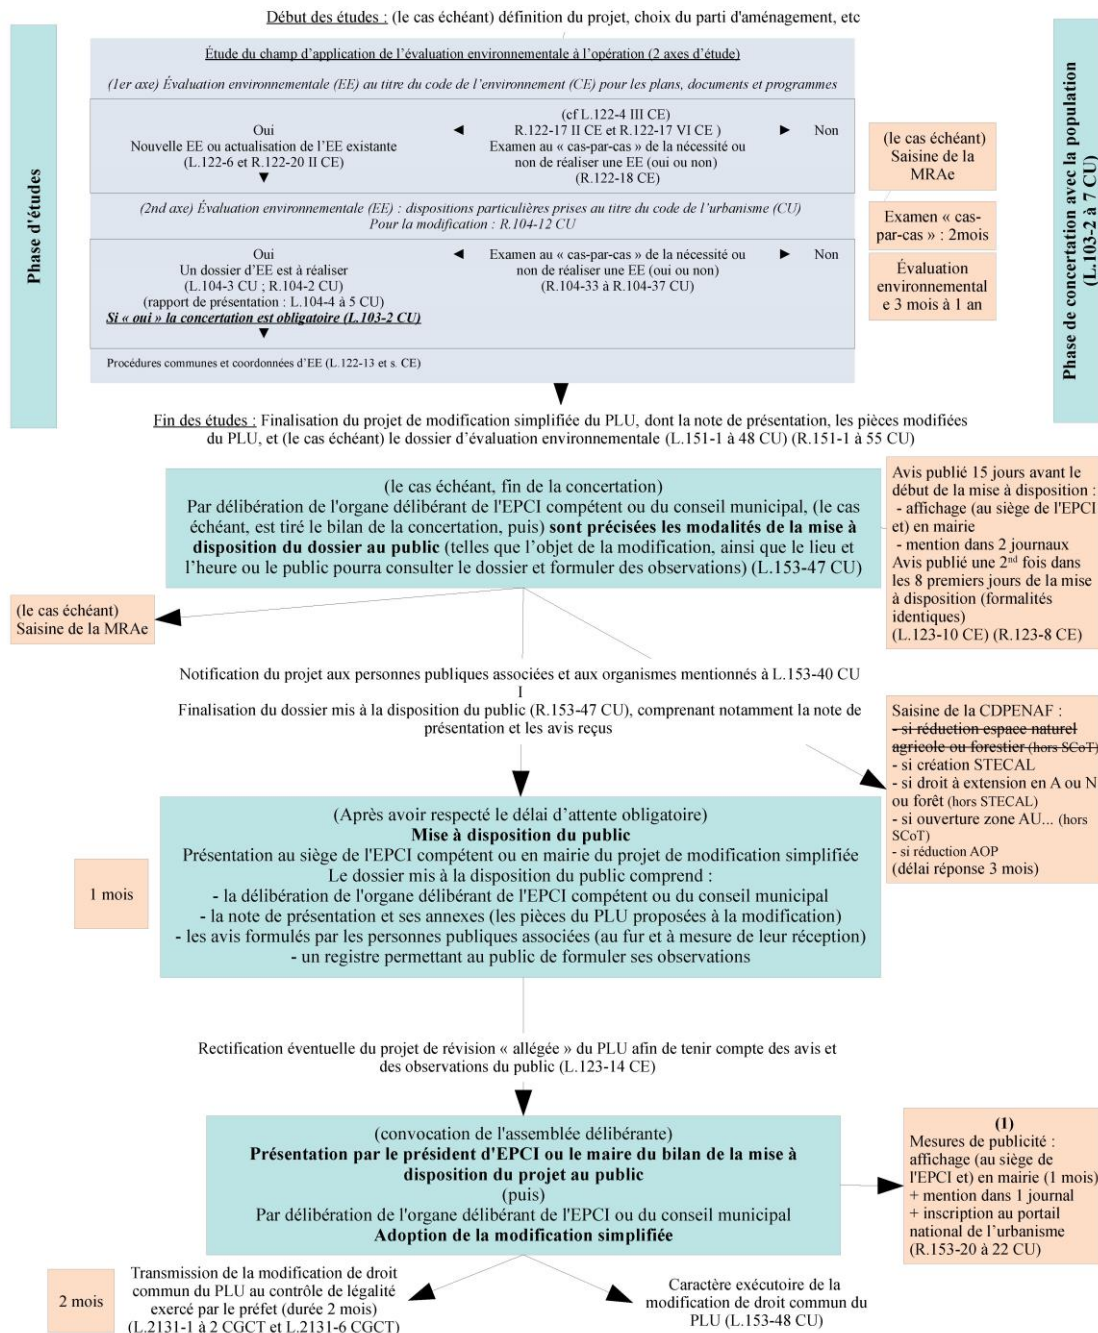 Début des études : (le cas échéant) définition du projet, choix du parti d'aménagement, etc
Phase d'études
Étude du champ d'application de l'évaluation environnementale à l'opération (2 axes d'étude)
(1er axe) Évaluation environnementale (EE) au titre du code de l'environnement (CE) pour les plans, documents et programmes
Oui
Nouvelle EE ou actualisation de l'EE existante
(L.122-6 et R.122-20 II CE)
(cf L.122-4 III CE)
R.122-17 II CE et R.122-17 VI CE )
Examen au « cas-par-cas » de la nécessité ou
non de réaliser une EE (oui ou non)
(R.122-18 CE)
Non
(2nd axe) Évaluation environnementale (EE) : dispositions particulières prises au titre du code de l'urbanisme (CU)
Pour la modification : R.104-12 CU
Oui
Un dossier d'EE est à réaliser
(L.104-3 CU ; R.104-2 CU)
(rapport de présentation : L.104-4 à 5 CU)
Si « oui » la concertation est obligatoire (L.103-2 CU)
Examen au « cas-par-cas » de la nécessité ou
non de réaliser une EE (oui ou non)
(R.104-33 à R.104-37 CU)
Non
Procédures communes et coordonnées d'EE (L.122-13 et s. CE)
(le cas échéant)
Saisine de la
MRAe
Examen « cas-
par-cas » : 2mois
Évaluation
environnemental
e 3 mois à 1 an
Phase de concertation avec la population
(L.103-2 à 7 CU)
Fin des études : Finalisation du projet de modification simplifiée du PLU, dont la note de présentation, les pièces modifiées
du PLU, et (le cas échéant) le dossier d'évaluation environnementale (L.151-1 à 48 CU) (R.151-1 à 55 CU)
(le cas échéant, fin de la concertation)
Par délibération de l'organe délibérant de l'EPCI compétent ou du conseil municipal, (le cas
échéant, est tiré le bilan de la concertation, puis) sont précisées les modalités de la mise à
disposition du dossier au public (telles que l'objet de la modification, ainsi que le lieu et
l'heure ou le public pourra consulter le dossier et formuler des observations) (L.153-47 CU)
Avis publié 15 jours avant le
début de la mise à disposition :
- affichage (au siège de l'EPCI
et) en mairie
- mention dans 2 journaux
Avis publié une 2nd fois dans
les 8 premiers jours de la mise
à disposition (formalités
identiques)
(L.123-10 CE) (R.123-8 CE)
(le cas échéant)
Saisine de la MRAe
Notification du projet aux personnes publiques associées et aux organismes mentionnés à L.153-40 CU
I
Finalisation du dossier mis à la disposition du public (R.153-47 CU), comprenant notamment la note de
présentation et les avis reçus
Saisine de la CDPENAF :
- si réduction espace naturel
agricole ou forestier (hors SCoT)
- si création STECAL
- si droit à extension en A ou N
ou forêt (hors STECAL)
- si ouverture zone AU... (hors
SCoT)
- si réduction AOP
(délai réponse 3 mois)
1 mois
(Après avoir respecté le délai d'attente obligatoire)
Mise à disposition du public
Présentation au siège de l'EPCI compétent ou en mairie du projet de modification simplifiée
Le dossier mis à la disposition du public comprend :
- la délibération de l'organe délibérant de l'EPCI compétent ou du conseil municipal
- la note de présentation et ses annexes (les pièces du PLU proposées à la modification)
- les avis formulés par les personnes publiques associées (au fur et à mesure de leur réception)
- un registre permettant au public de formuler ses observations
Rectification éventuelle du projet de révision « allégée » du PLU afin de tenir compte des avis et
des observations du public (L.123-14 CE)
(convocation de l'assemblée délibérante)
Présentation par le président d'EPCI ou le maire du bilan de la mise à
disposition du projet au public
(puis)
Par délibération de l'organe délibérant de l'EPCI ou du conseil municipal
Adoption de la modification simplifiée
(1)
Mesures de publicité :
affichage (au siège de
l'EPCI et) en mairie (1 mois)
+ mention dans 1 journal
+ inscription au portail
national de l'urbanisme
(R.153-20 à 22 CU)
2 mois
Transmission de la modification de droit
commun du PLU au contrôle de légalité
exercé par le préfet (durée 2 mois)
(L.2131-1 à 2 CGCT et L.2131-6 CGCT)
Caractère exécutoire de la
modification de droit commun du
PLU (L.153-48 CU)